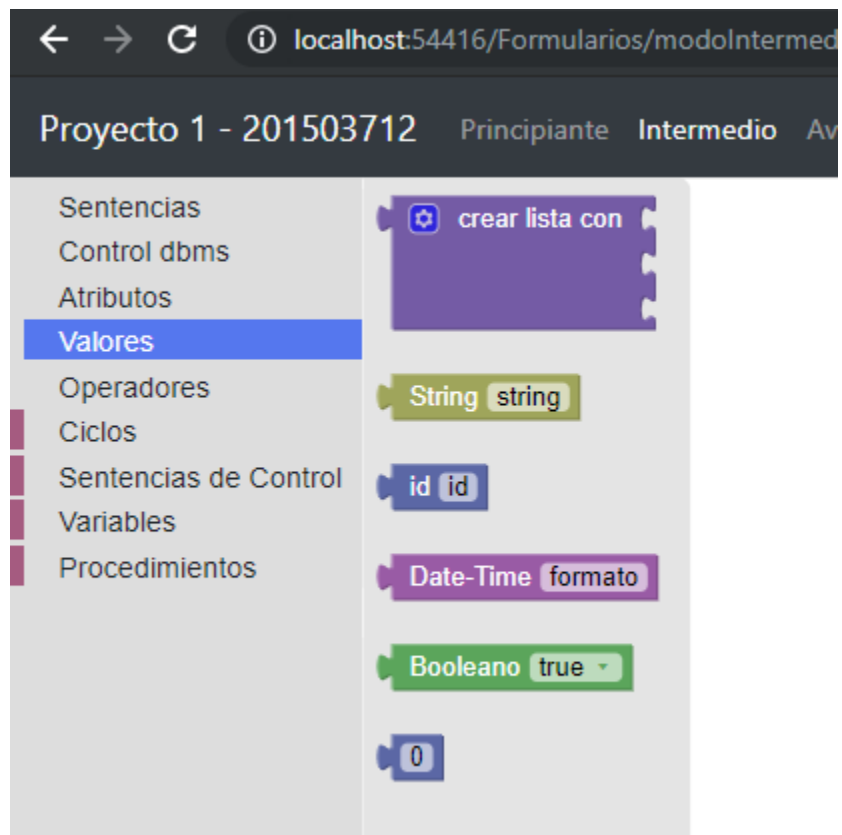 localhost:54416/Formularios/modoIntermed
Proyecto 1 - 201503712 Principiante Intermedio Av
Sentencias
Control dbms
Atributos
Valores
Operadores
Ciclos
Sentencias de Control
Variables
Procedimientos
crear lista con
String string
id id
Date-Time formato
Booleano true
0